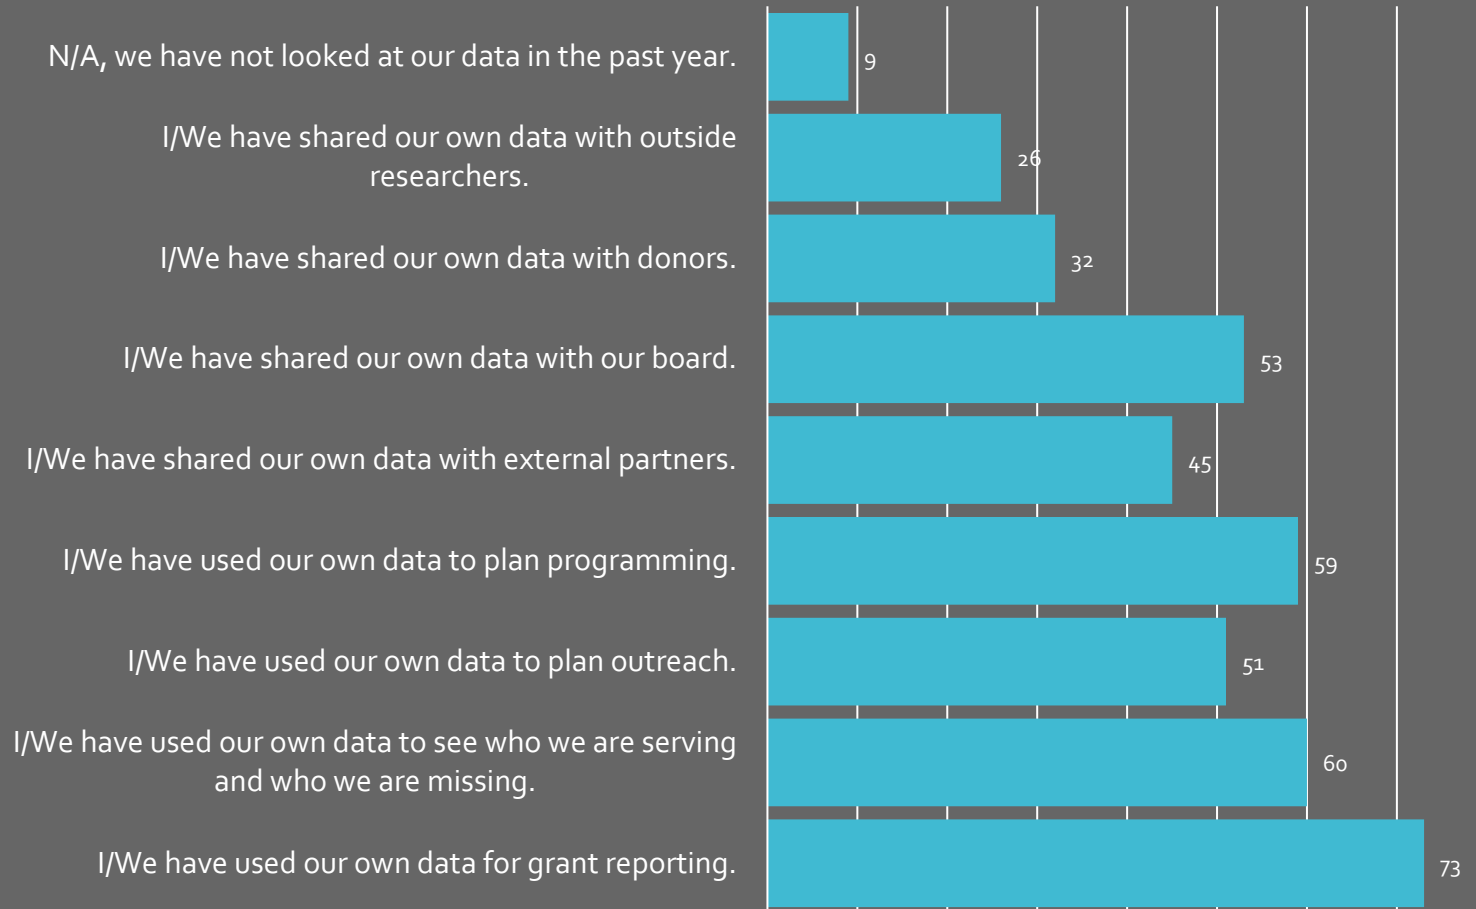 N/A, we have not looked at our data in the past year.
9
I/We have shared our own data with outside
researchers.
26
I/We have shared our own data with donors.
32
I/We have shared our own data with our board.
53
I/We have shared our own data with external partners.
45
I/We have used our own data to plan programming.
59
I/We have used our own data to plan outreach.
51
I/We have used our own data to see who we are serving
and who we are missing.
60
I/We have used our own data for grant reporting.
73